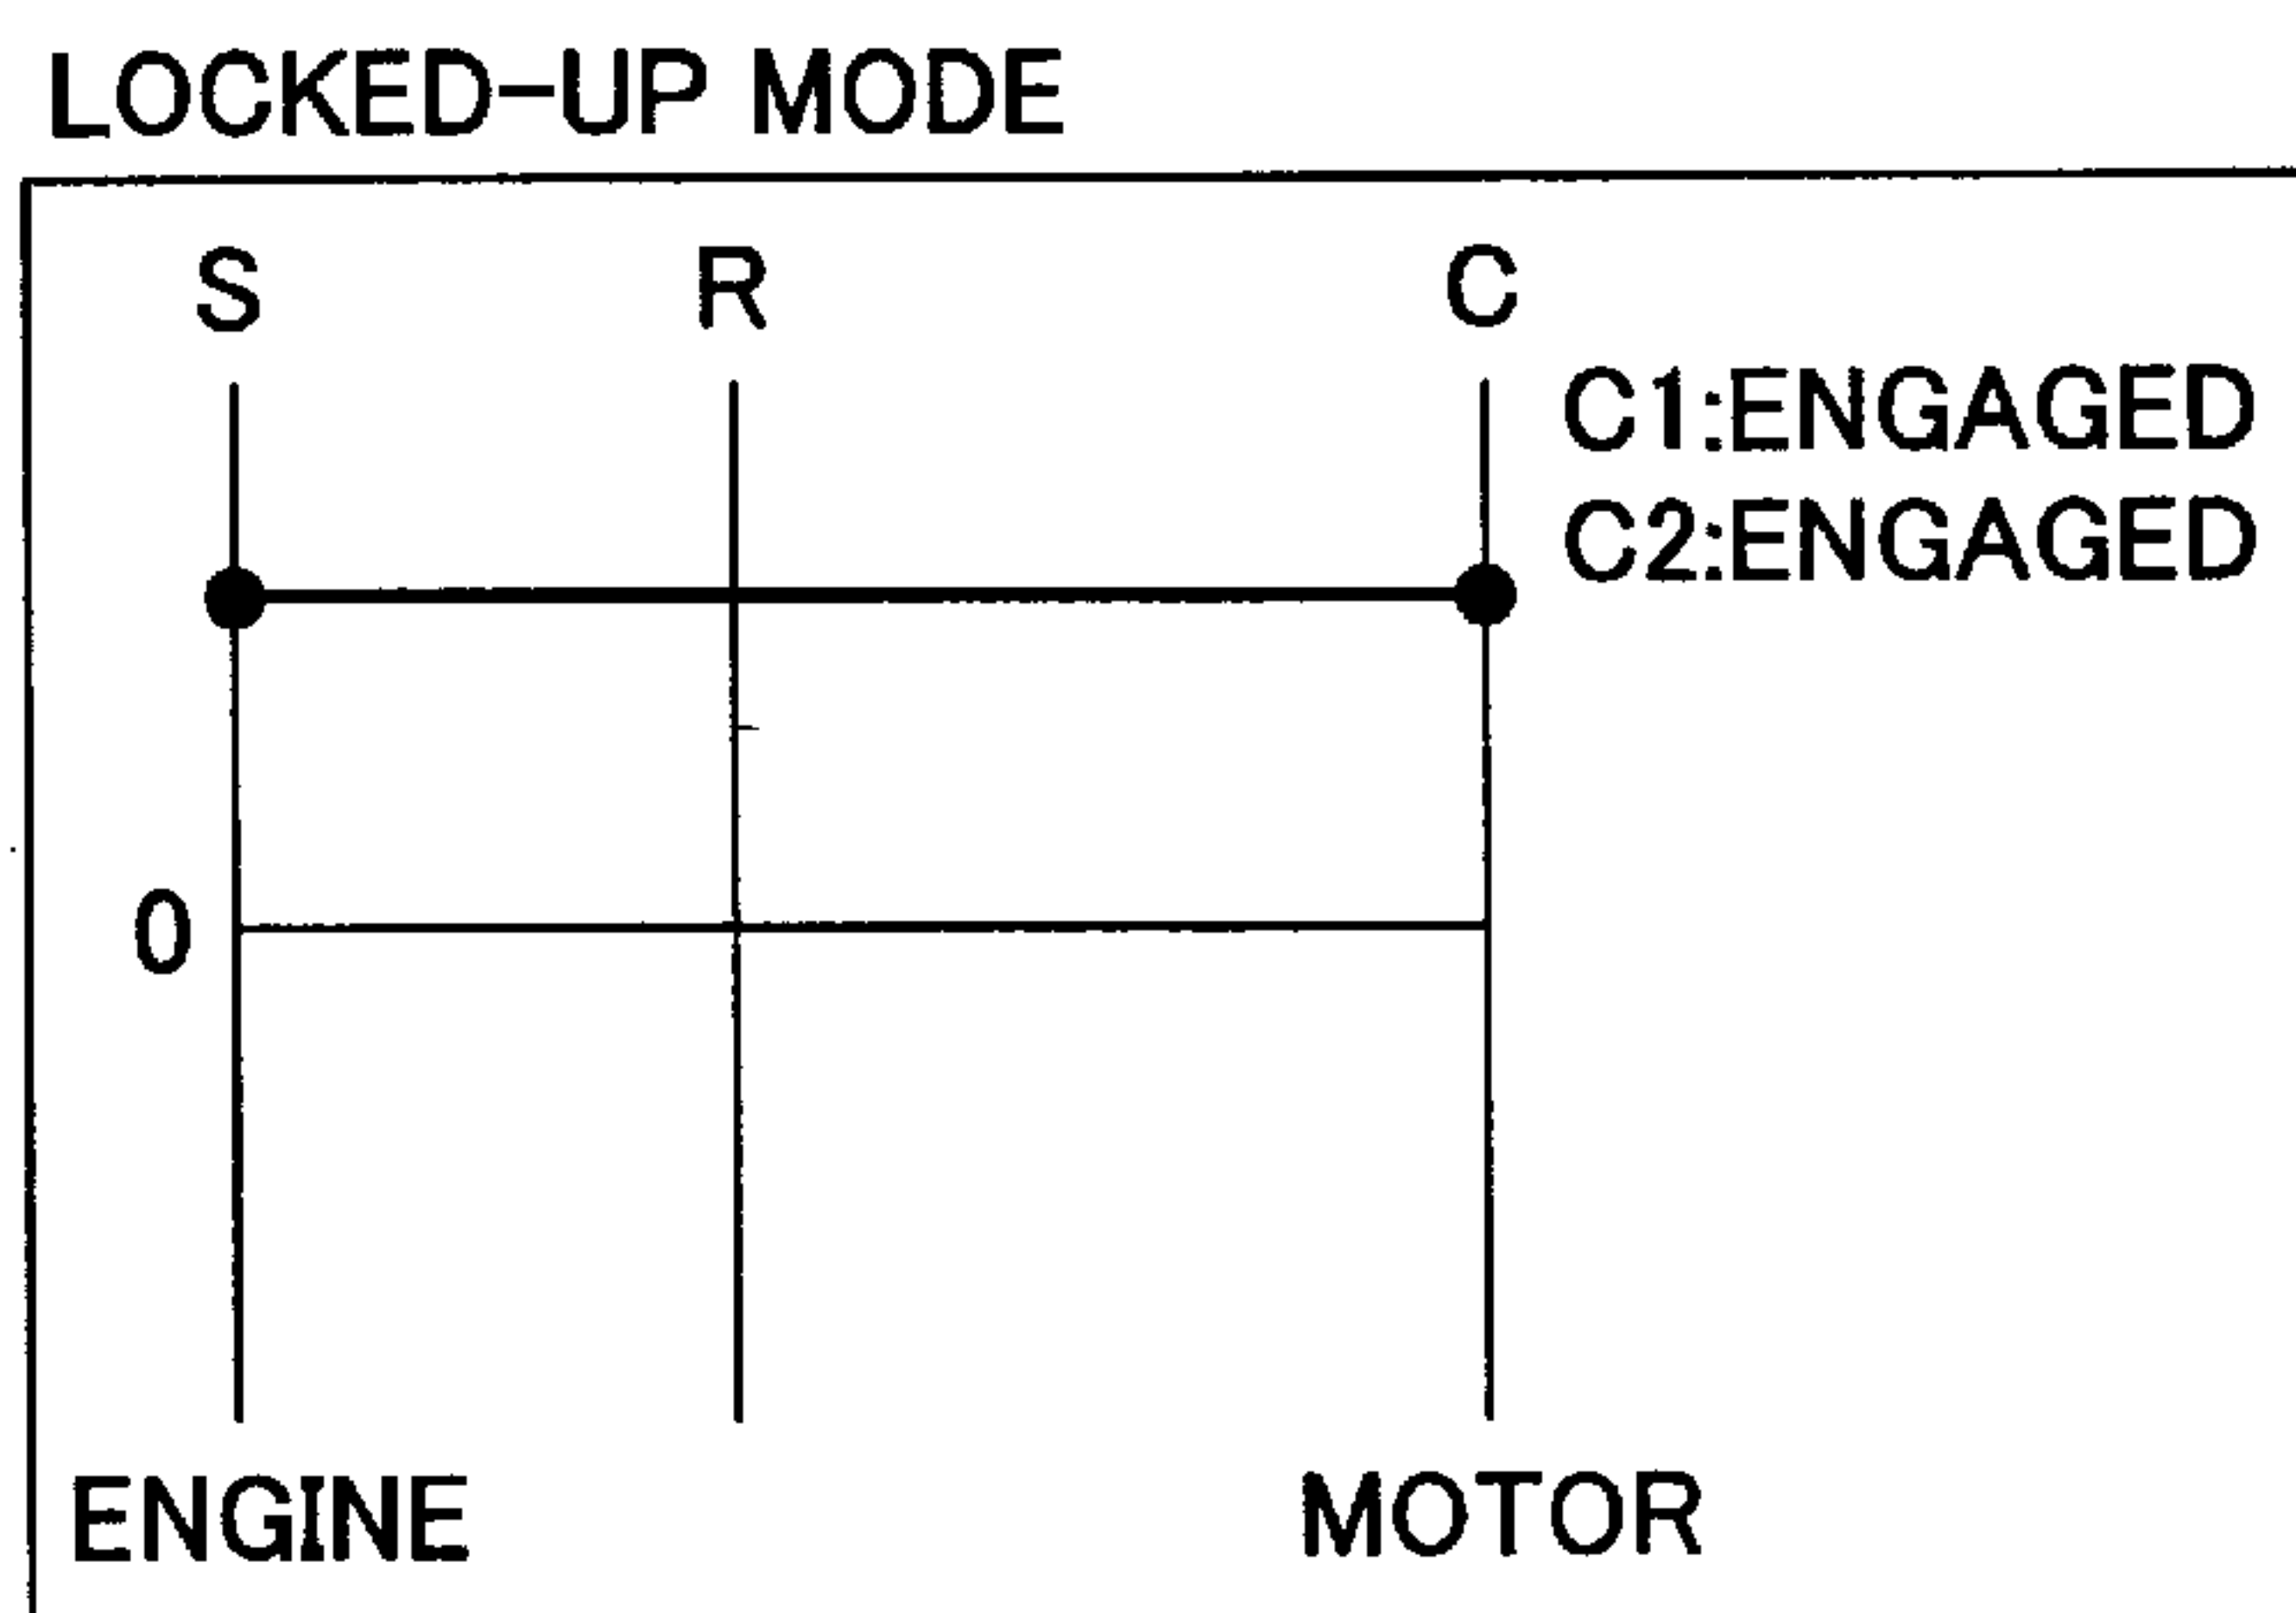 LOCKED-UP MODE
S R C
C1:ENGAGED
C2:ENGAGED
0
ENGINE MOTOR